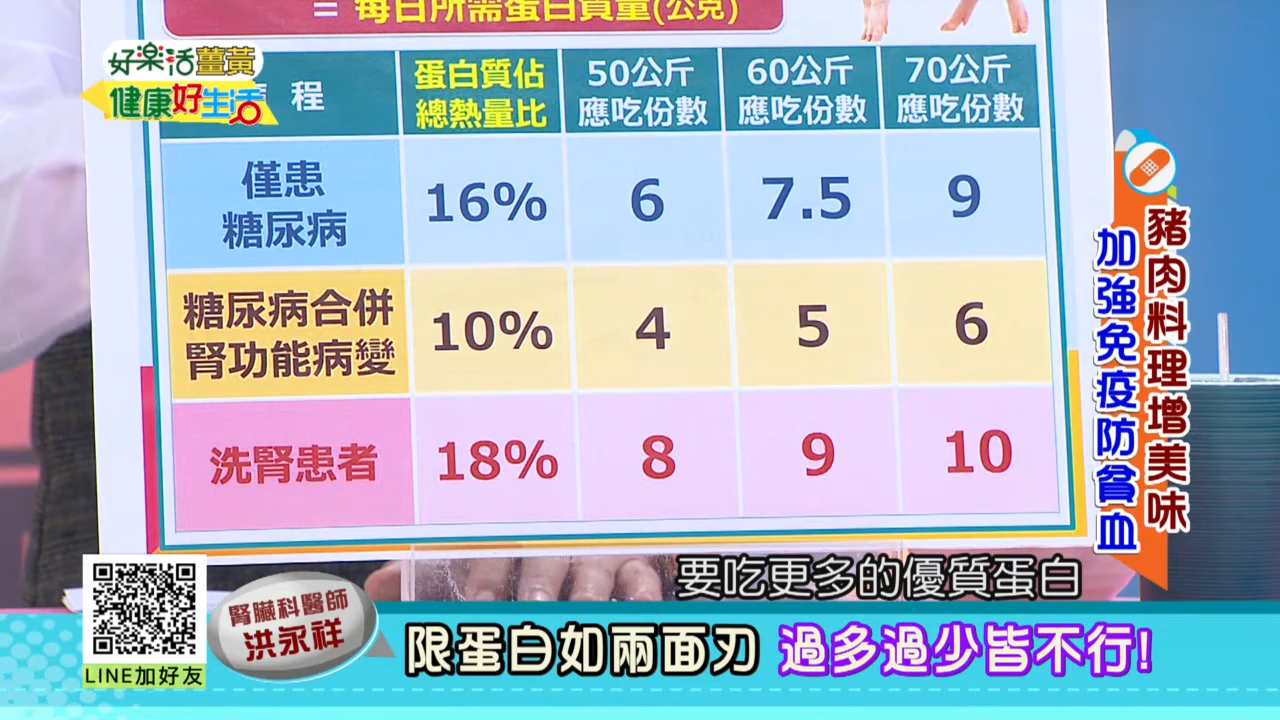 = 每日所需蛋白質量(公克)
好樂活薑黃
健康好生活
程
蛋白質佔
總熱量比
50公斤
應吃份數
60公斤
應吃份數
70公斤
應吃份數
僅患
糖尿病
16%
6
7.5
9
糖尿病合併
腎功能病變
10%
4
5
6
洗腎患者
18%
8
9
10
豬肉料理增美味
加強免疫防貧血
要吃更多的優質蛋白
腎臟科醫師
洪永祥
限蛋白如兩面刃 過多過少皆不行!
LINE加好友